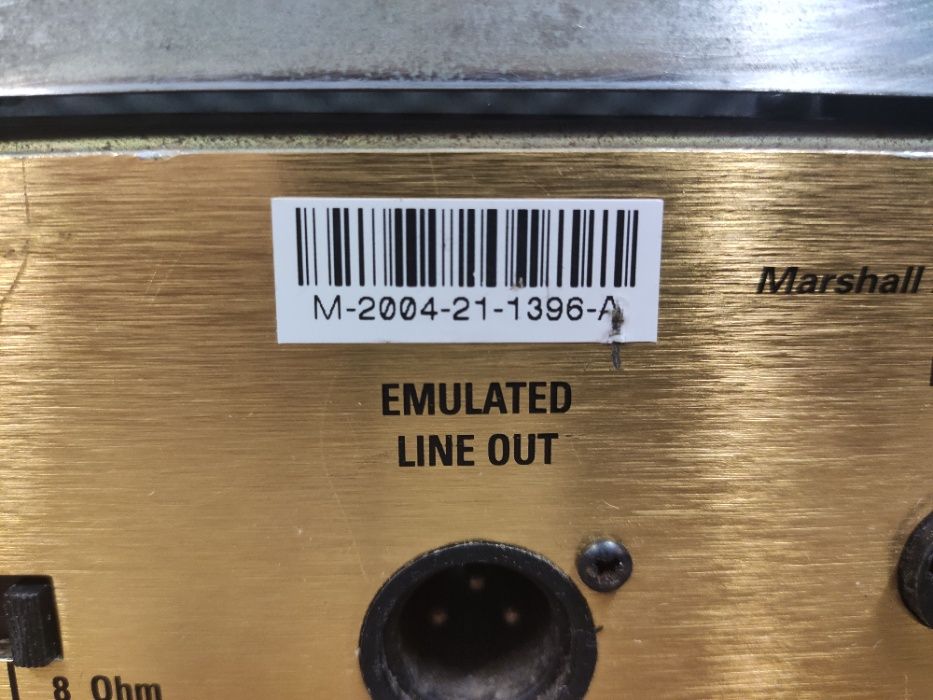 M-2004-21-1396-A
Marshall
EMULATED
LINE OUT
8 Ohm